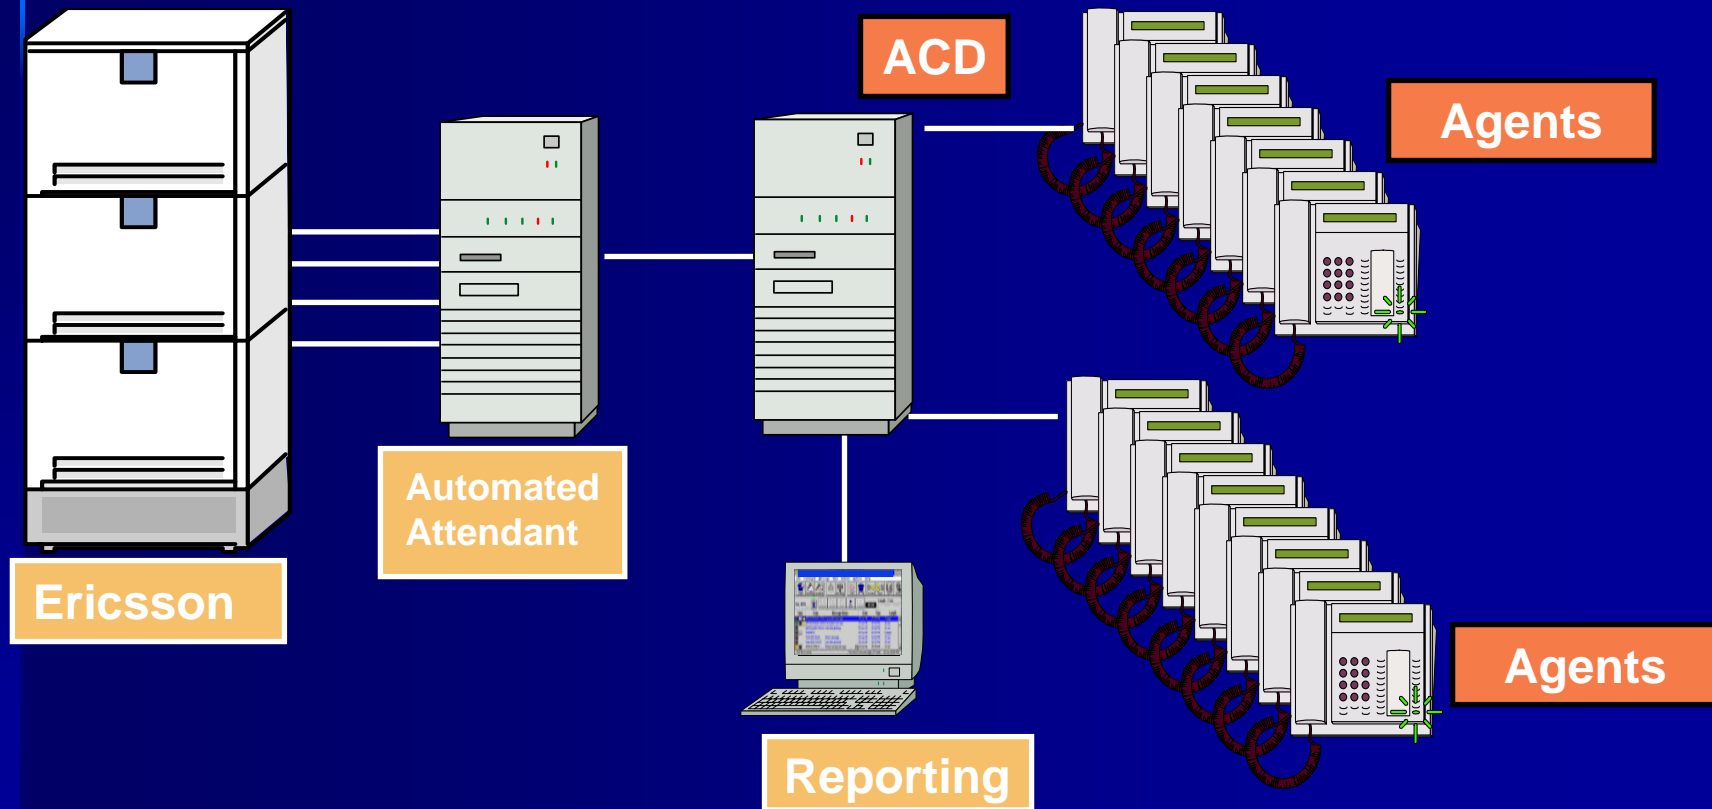 ACD
Agents
Automated
Attendant
Ericsson
Agents
Reporting